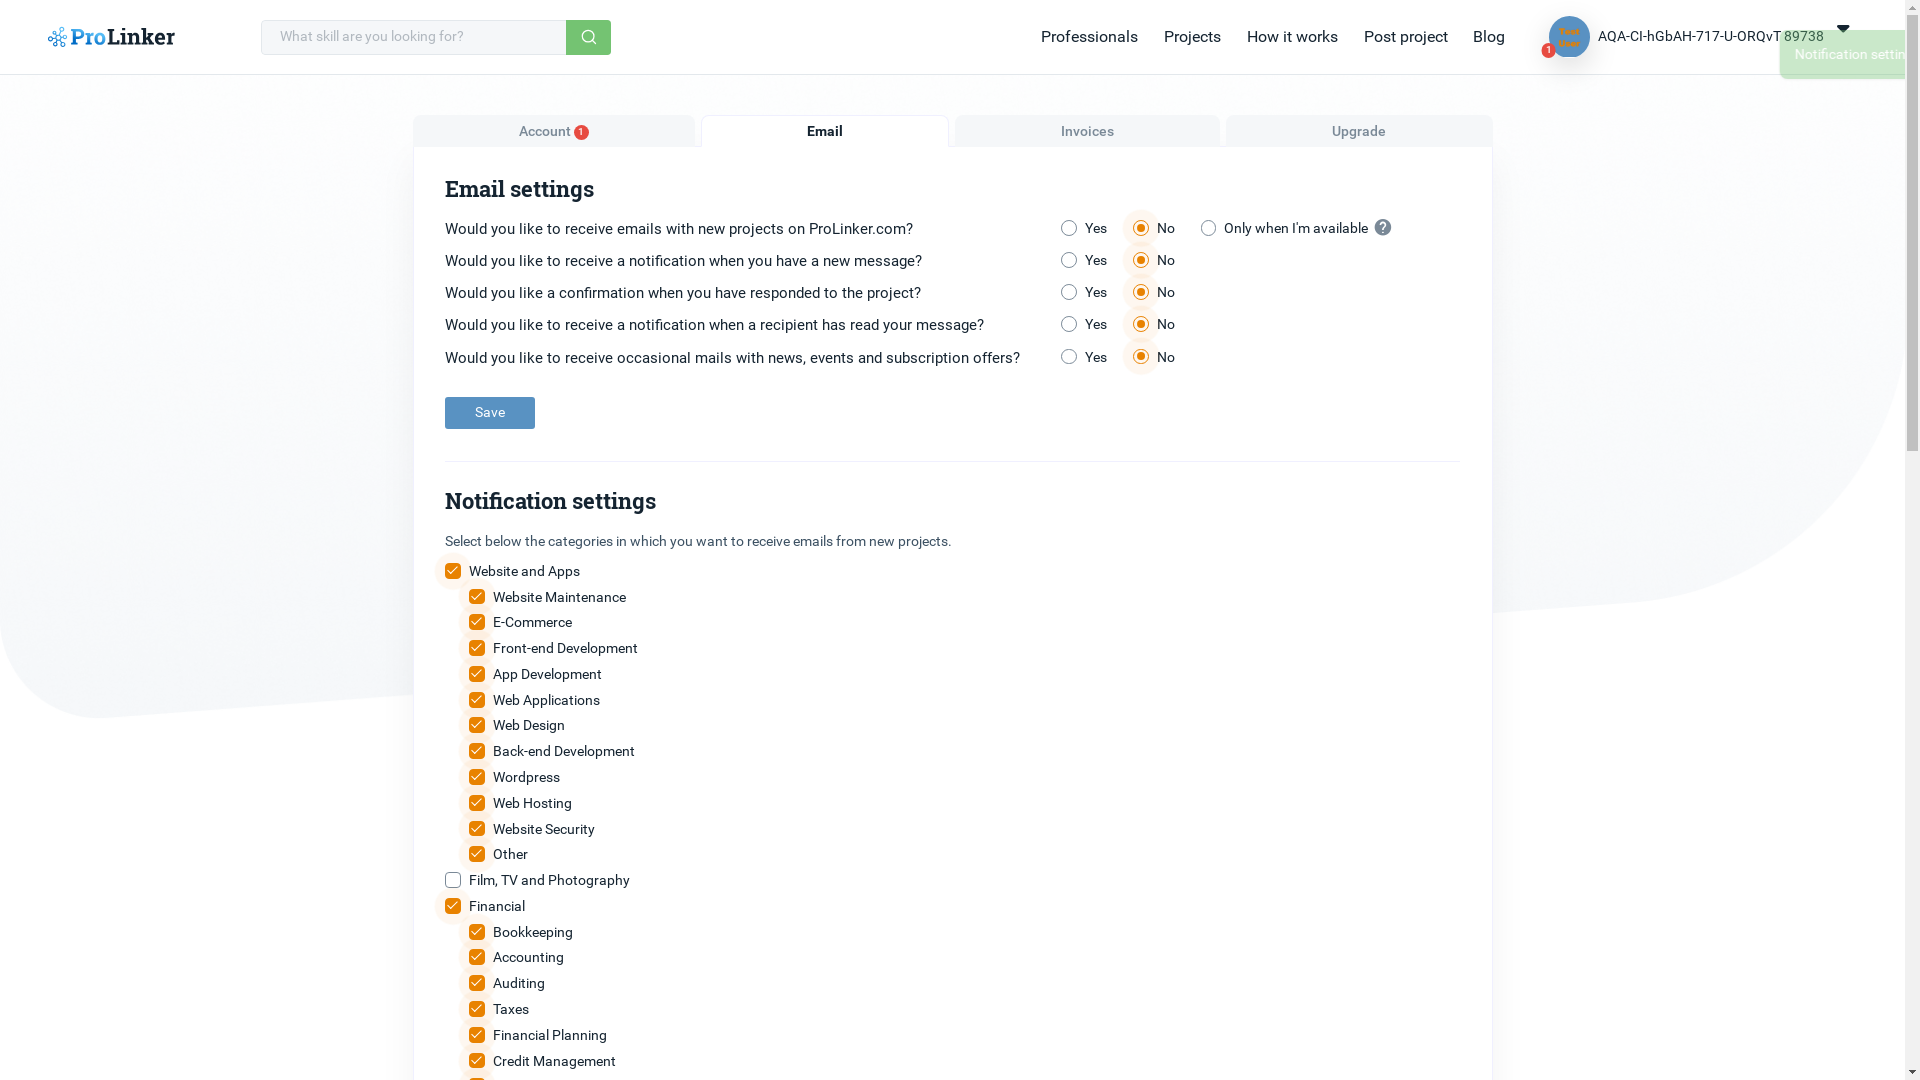 ProLinker
What skill are you looking for?
Professionals
Projects
How it works
Post project
Blog
Test
User
1
AQA-CI-hGbAH-717-U-ORQvT 89738
Notification
Account 1
Email
Invoices
Upgrade
Email settings
Would you like to receive emails with new projects on ProLinker.com? Yes No Only when I'm available ?
Would you like to receive a notification when you have a new message? Yes No
Would you like a confirmation when you have responded to the project? Yes No
Would you like to receive a notification when a recipient has read your message? Yes No
Would you like to receive occasional mails with news, events and subscription offers? Yes No
Save
Notification settings
Select below the categories in which you want to receive emails from new projects.
Website and Apps
Website Maintenance
E-Commerce
Front-end Development
App Development
Web Applications
Web Design
Back-end Development
Wordpress
Web Hosting
Website Security
Other
Film, TV and Photography
Financial
Bookkeeping
Accounting
Auditing
Taxes
Financial Planning
Credit Management